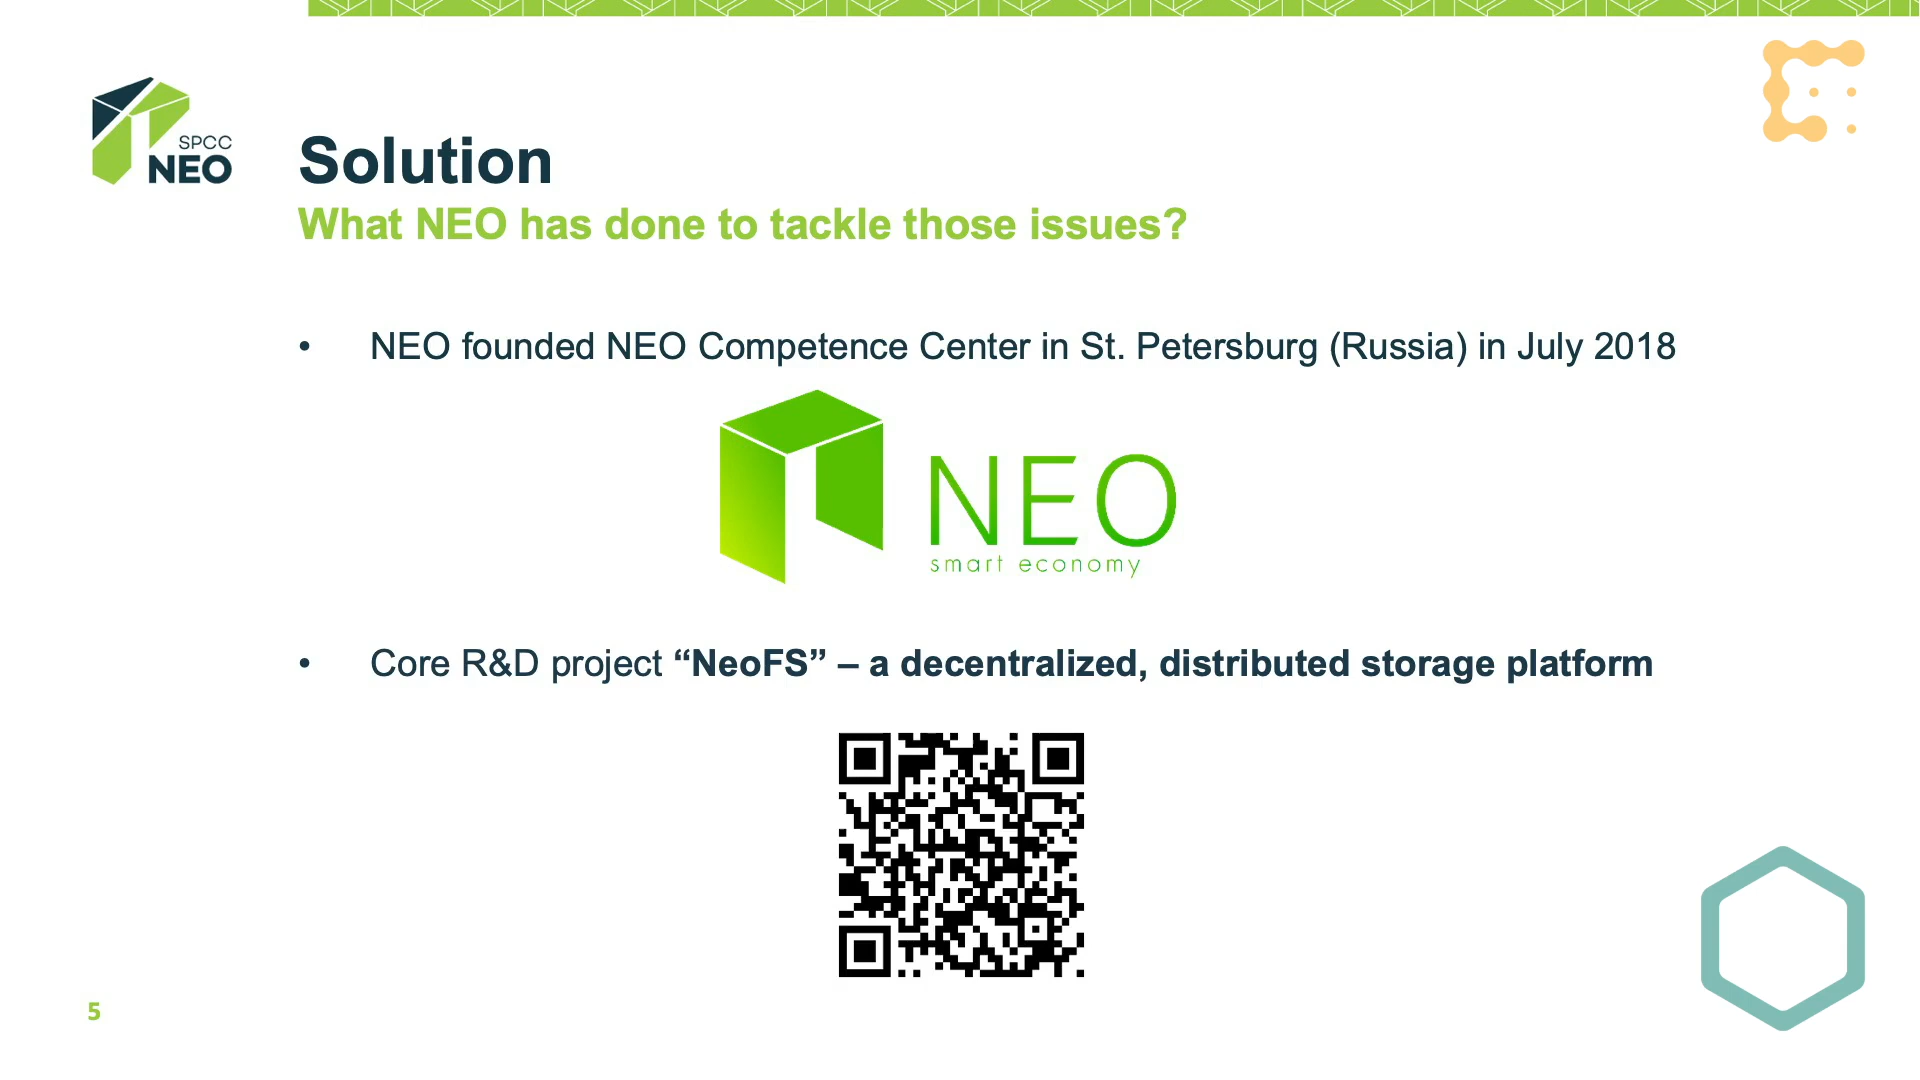 SPCC
NEO
Solution
What NEO has done to tackle those issues?
• NEO founded NEO Competence Center in St. Petersburg (Russia) in July 2018
NEO
smart economy
• Core R&D project “NeoFS” – a decentralized, distributed storage platform
5